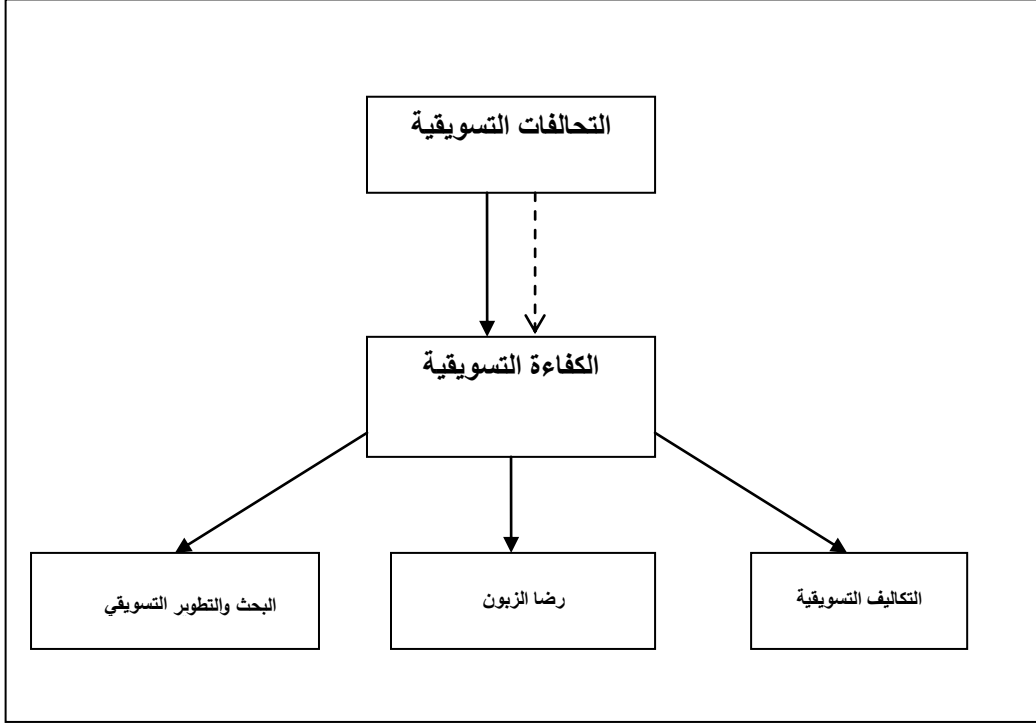 التحالفات التسويقية
الكفاءة التسويقية
التكاليف التسويقية
رضا الزبون
البحث والتطوير التسويقي